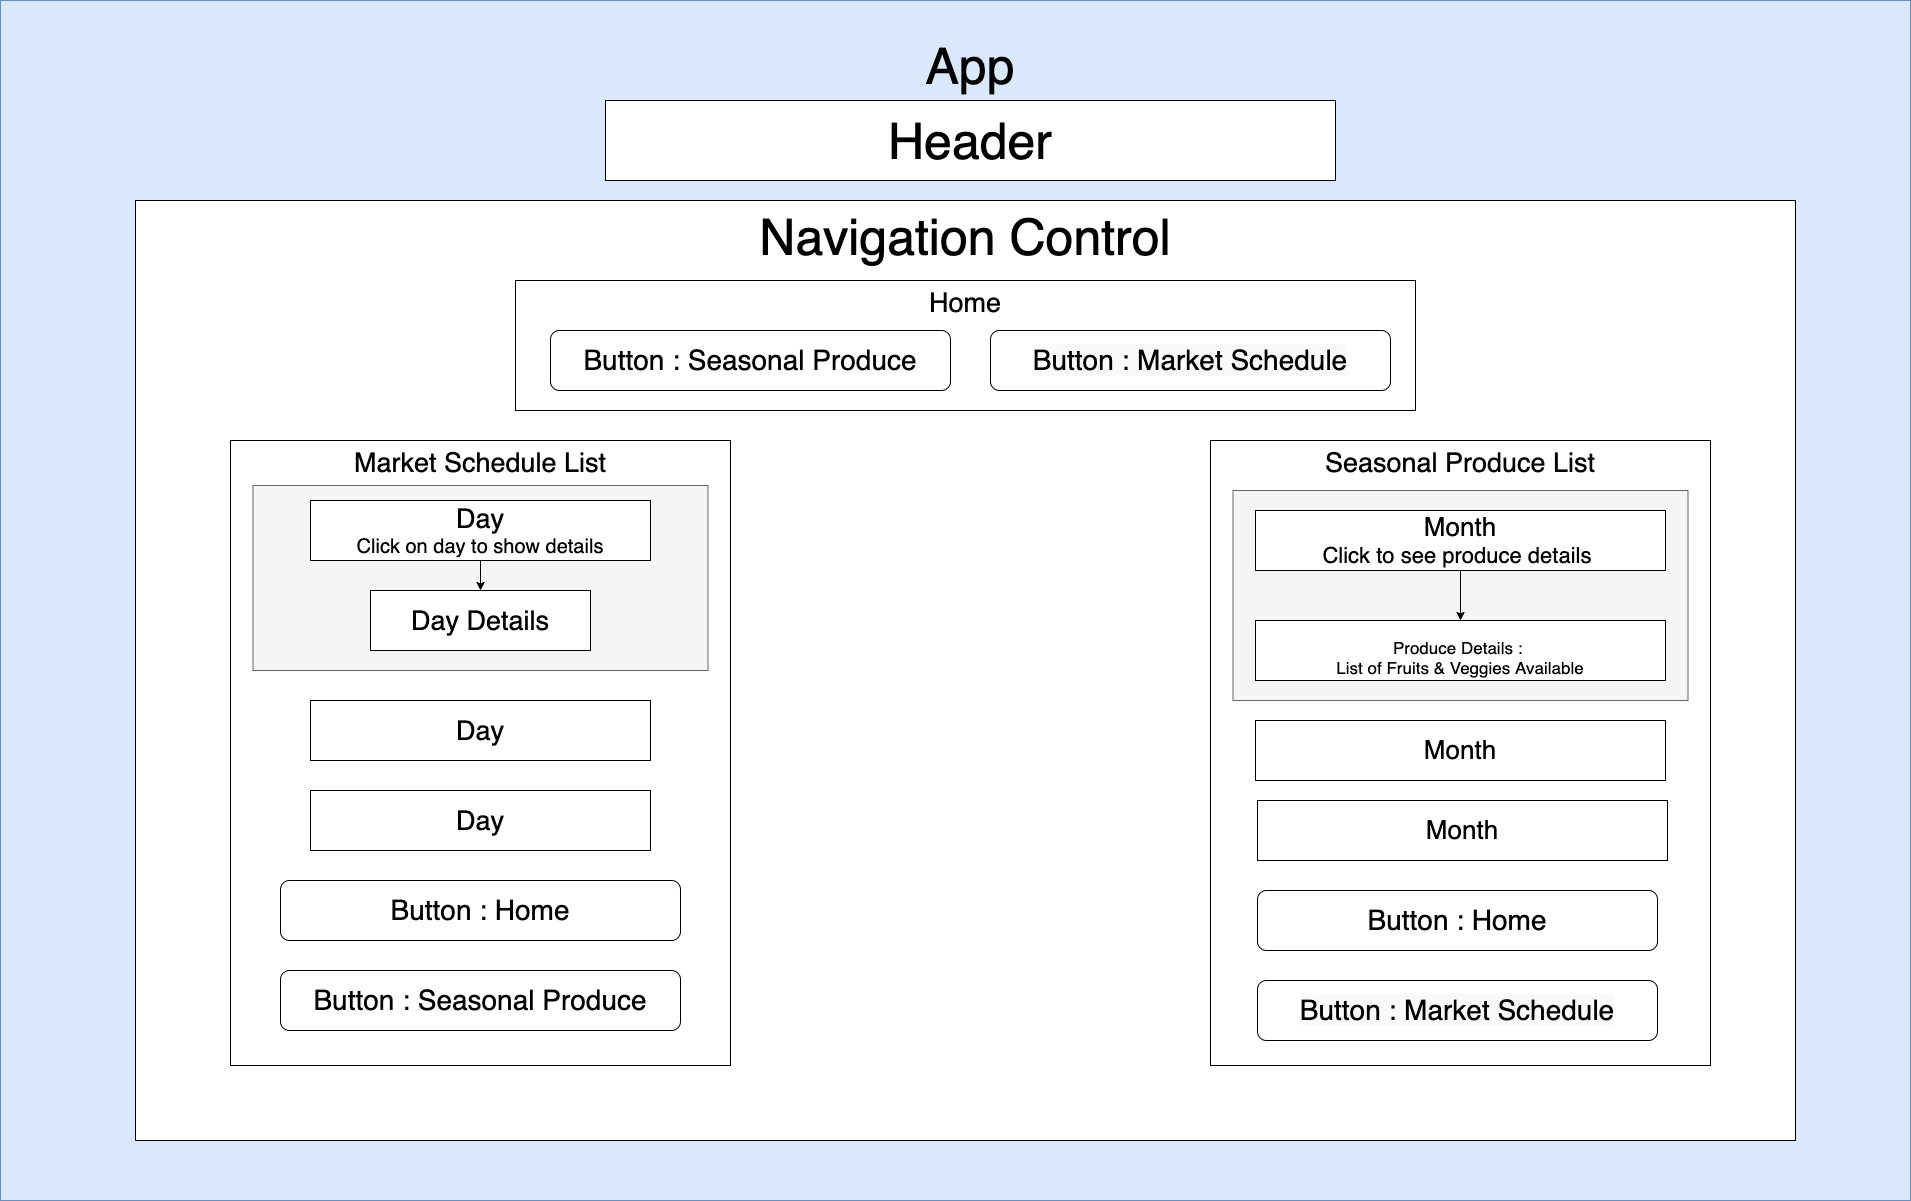 App
Header
Navigation Control
Home
Button : Seasonal Produce
Button : Market Schedule
Market Schedule List
Day
Click on day to show details
Day Details
Day
Day
Button : Home
Button : Seasonal Produce
Seasonal Produce List
Month
Click to see produce details
Produce Details :
List of Fruits & Veggies Available
Month
Month
Button : Home
Button : Market Schedule